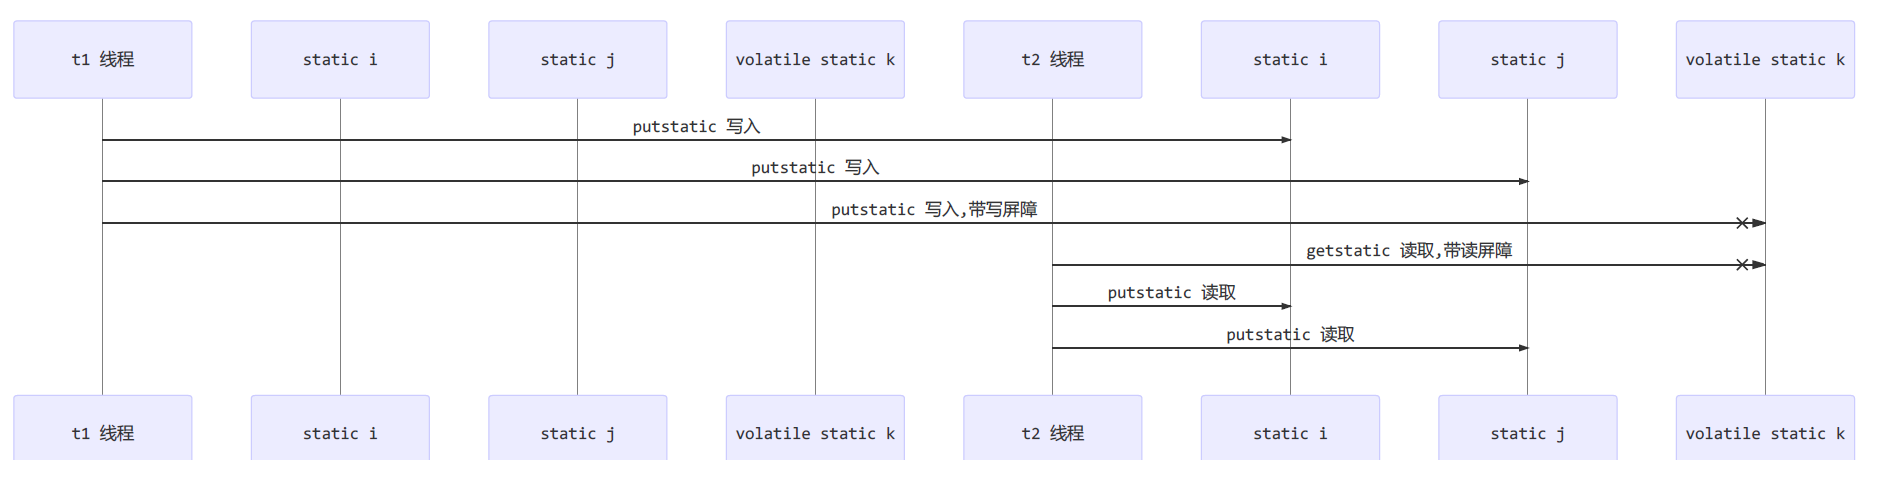 t1 线程
static i
static j
volatile static k
t2 线程
static i
static j
volatile static k
putstatic 写入
putstatic 写入
putstatic 写入,带写屏障
getstatic 读取,带读屏障
putstatic 读取
putstatic 读取
t1 线程
static i
static j
volatile static k
t2 线程
static i
static j
volatile static k